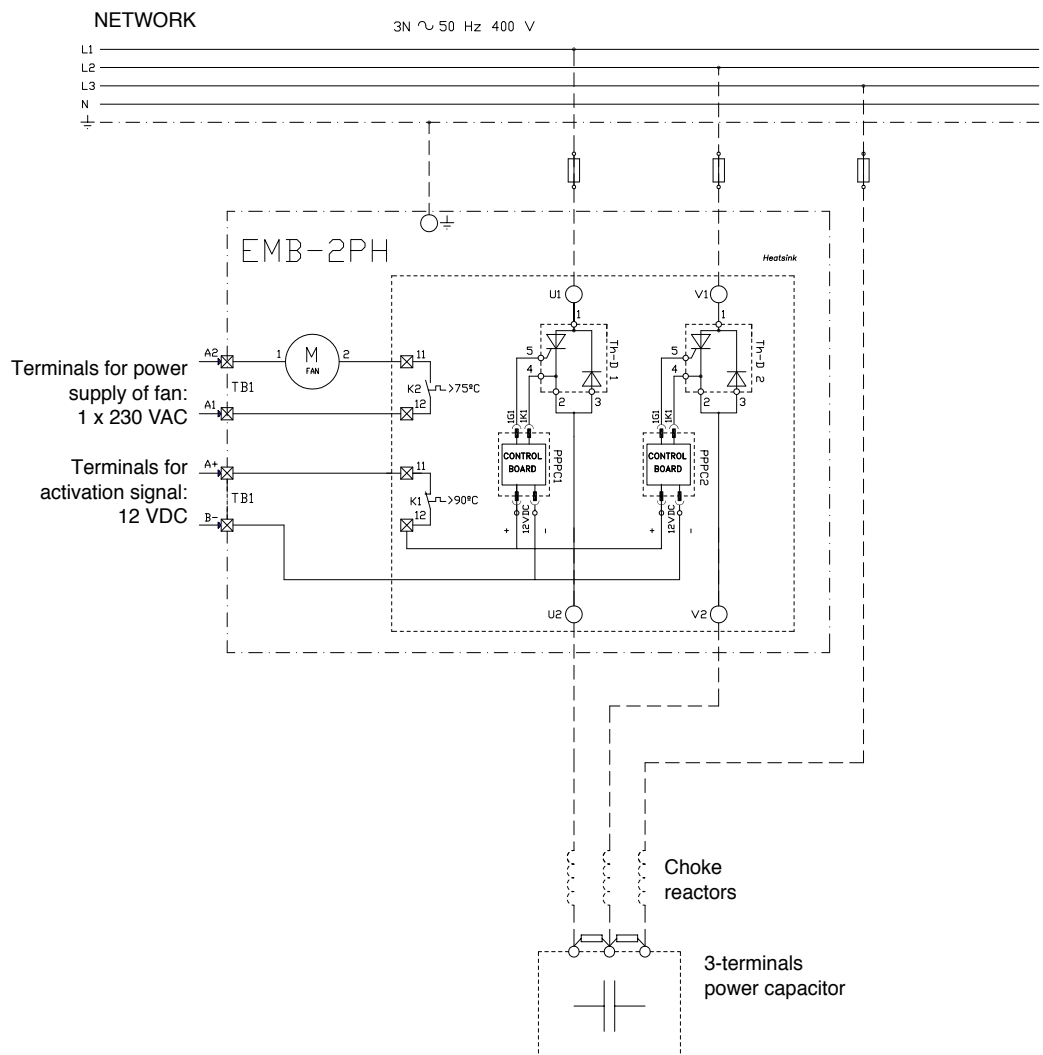 NETWORK
3N ∿ 50 Hz 400 V
L1
L2
L3
N
EMB-2PH
Heatsink
U1
V1
1
1
Th-D 1
Th-D 2
5
4
2
3
5
4
2
3
A2
1
M
FAN
2
11
K2
>75ºC
12
A1
TB1
Terminals for power
supply of fan:
1 x 230 VAC
1G1
1K1
1G1
1K1
CONTROL
BOARD
PPPC1
CONTROL
BOARD
PPPC2
Terminals for
activation signal:
12 VDC
A+
TB1
B-
11
K1
>90ºC
12
+
12VDC
-
+
12VDC
-
U2
V2
Choke
reactors
3-terminals
power capacitor